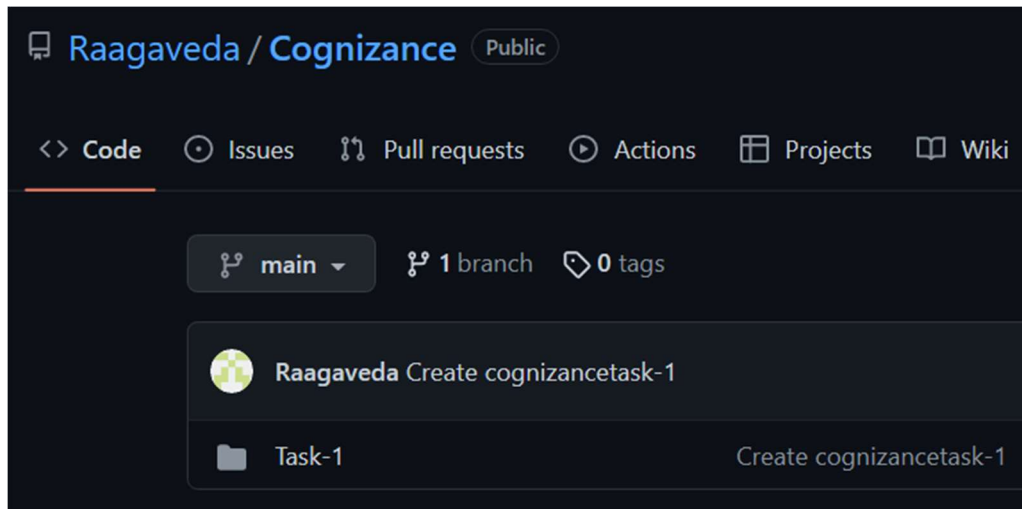 Raagaveda / Cognizance Public
<> Code Issues Pull requests Actions Projects Wiki
main 1 branch 0 tags
Raagaveda Create cognizancetask-1
Task-1 Create cognizancetask-1